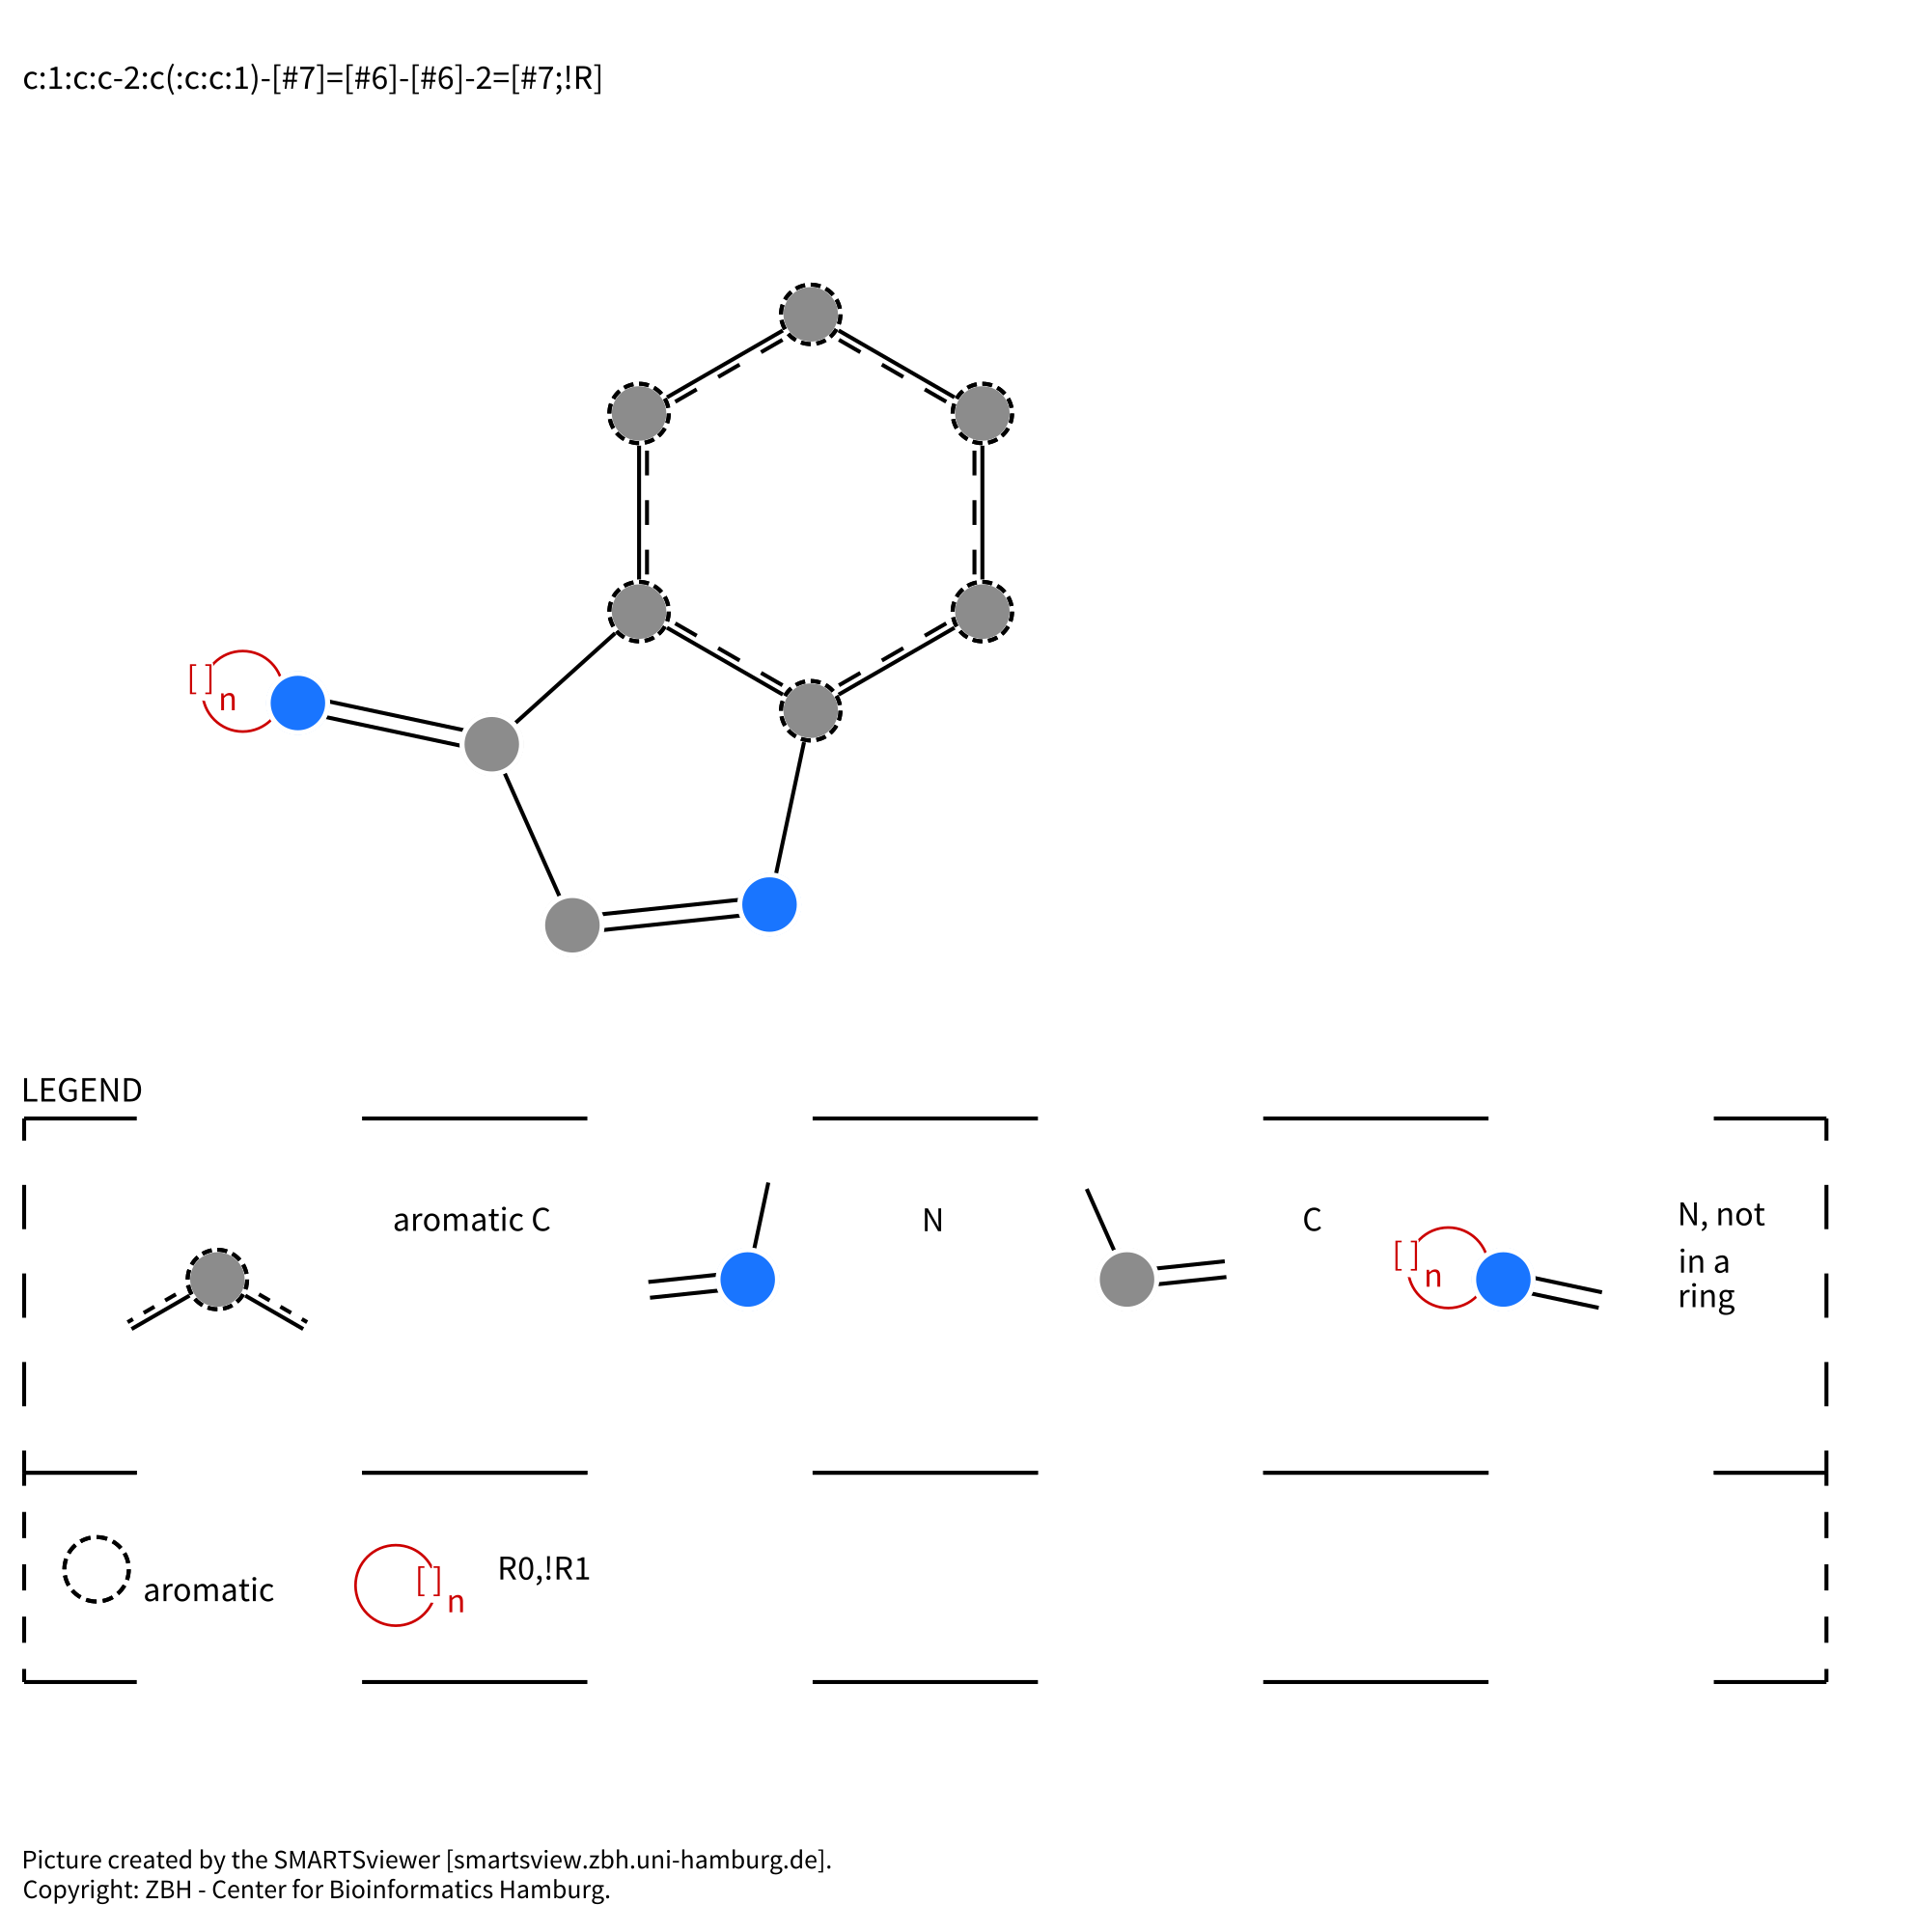 c:1:c:c-2:c(:c:c:1)-[#7]=[#6]-[#6]-2=[#7;!R]
[ ]
n
LEGEND
aromatic C
N
C
[ ]
n
N, not
in a
ring
aromatic
[ ]
n
R0,!R1
Picture created by the SMARTSviewer [smartsview.zbh.uni-hamburg.de].
Copyright: ZBH - Center for Bioinformatics Hamburg.